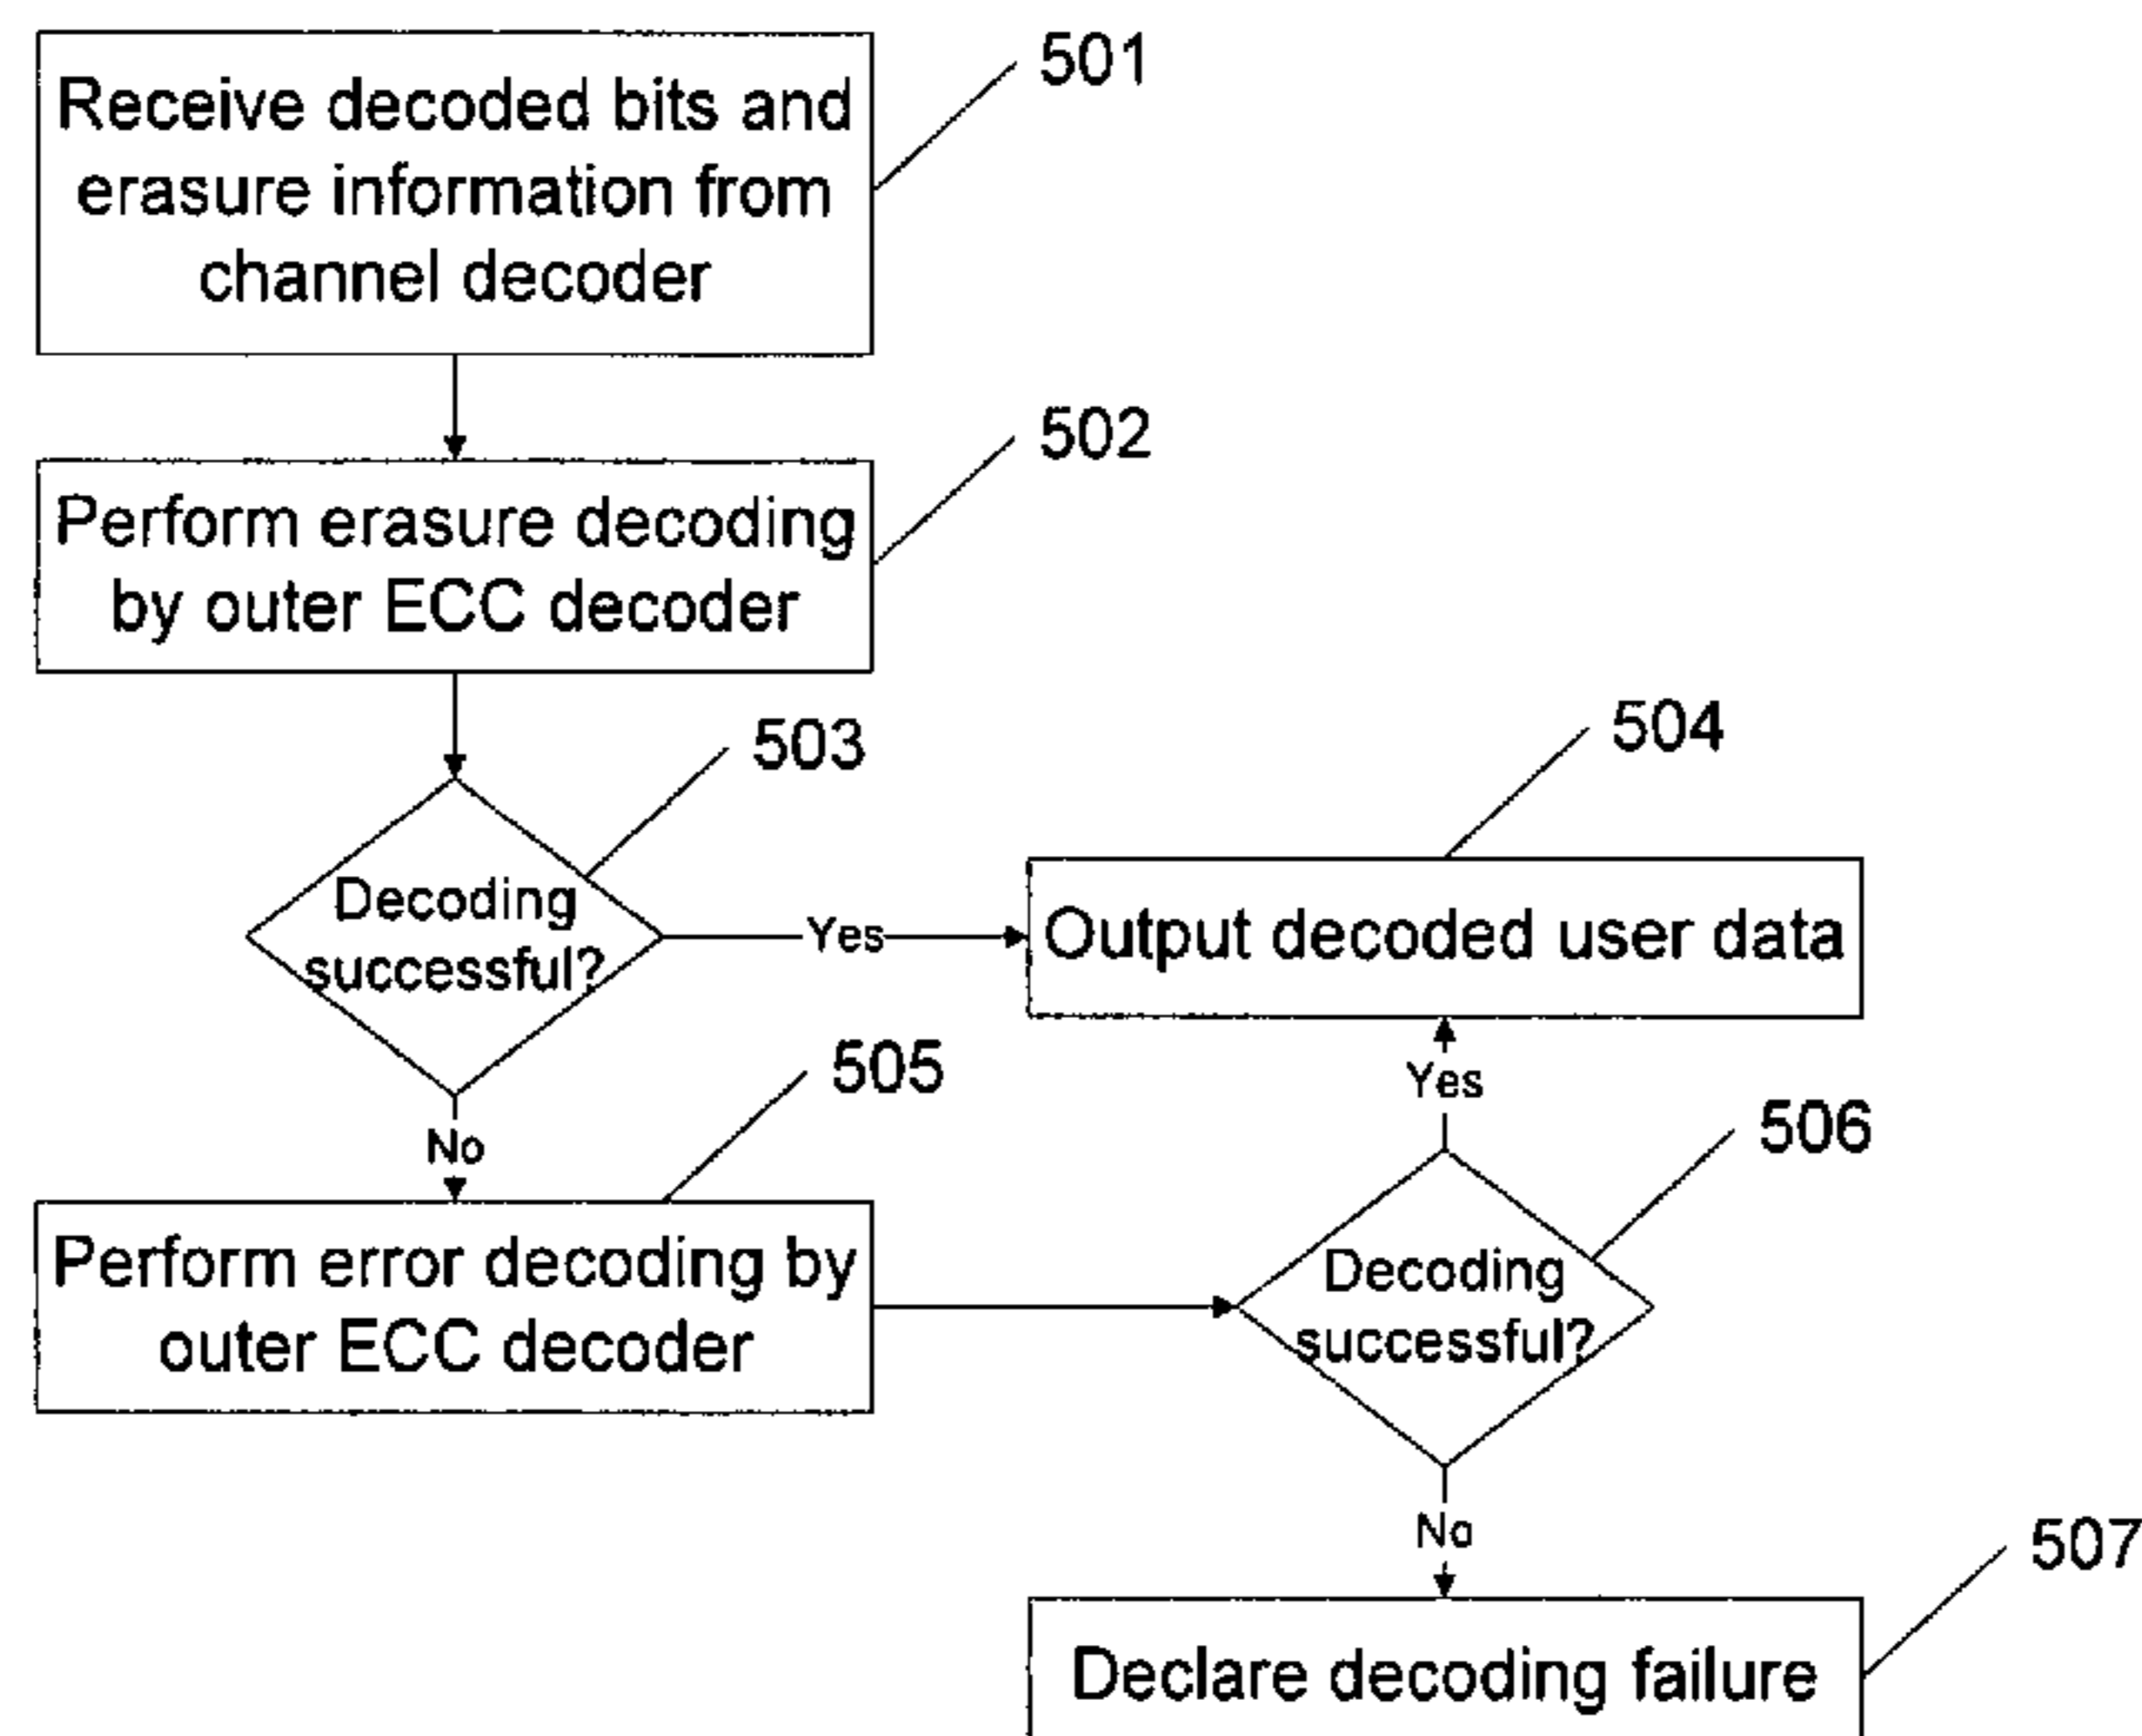 Receive decoded bits and
erasure information from
channel decoder
501
Perform erasure decoding
by outer ECC decoder
502
Decoding
successful?
503
Yes
Output decoded user data
504
No
Perform error decoding by
outer ECC decoder
505
Yes
Decoding
successful?
506
No
Declare decoding failure
507